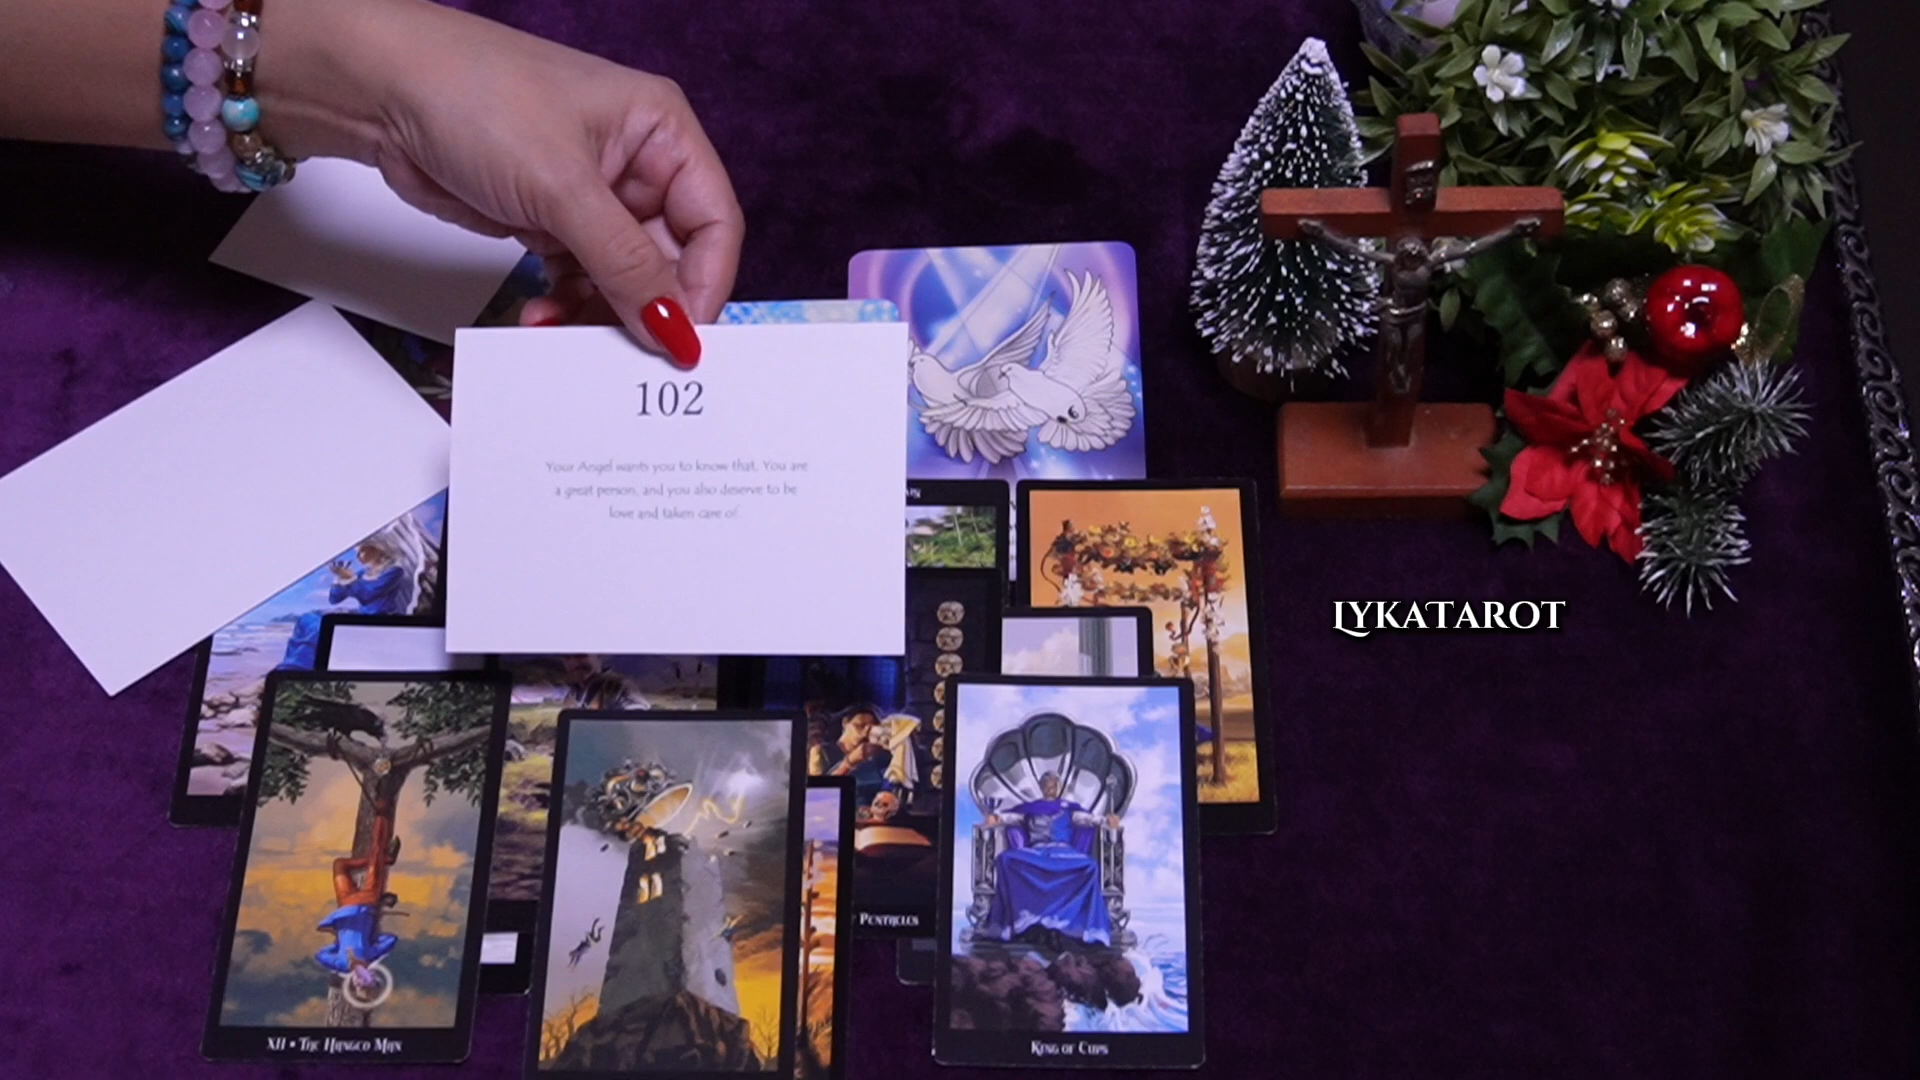 102
Your Angel wants you to know that, You are
a great person, and you also deserve to be
love and taken care of
LYKATAROT
PENTACLES
XII • THE HANGED MAN
KING OF CUPS